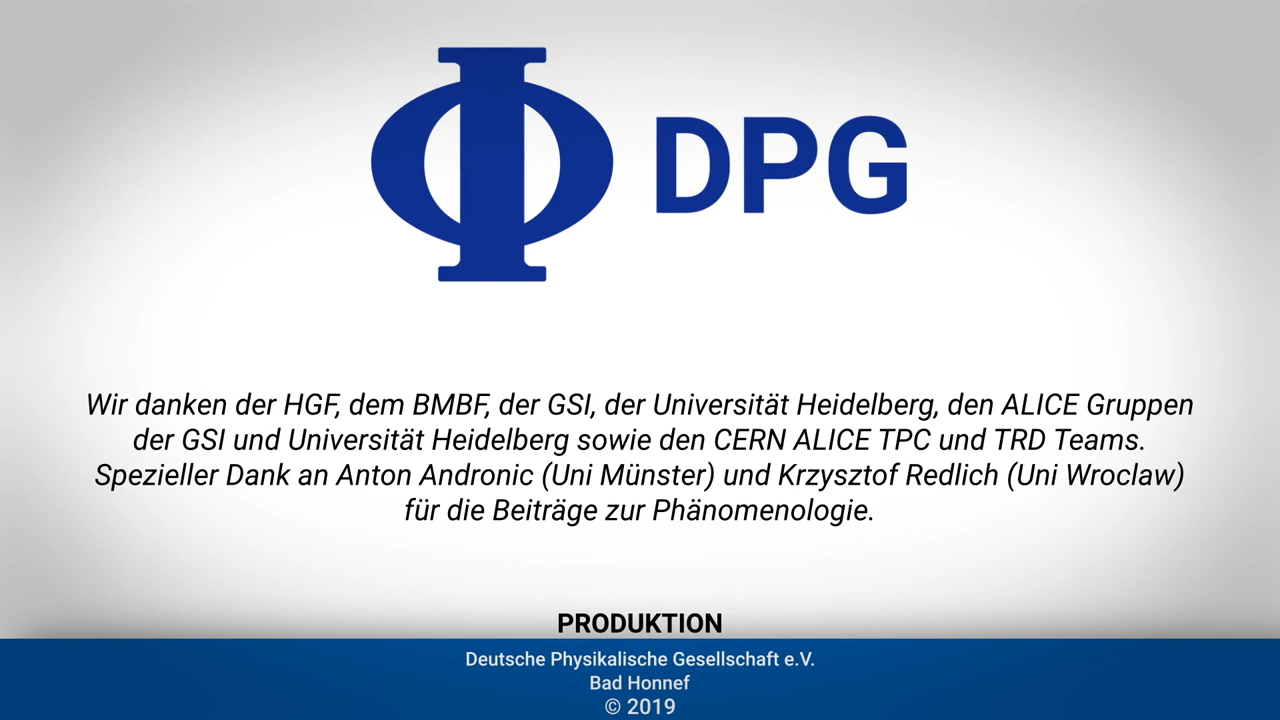 DPG
Wir danken der HGF, dem BMBF, der GSI, der Universität Heidelberg, den ALICE Gruppen
der GSI und Universität Heidelberg sowie den CERN ALICE TPC und TRD Teams.
Spezieller Dank an Anton Andronic (Uni Münster) und Krzysztof Redlich (Uni Wroclaw)
für die Beiträge zur Phänomenologie.
PRODUKTION
Deutsche Physikalische Gesellschaft e.V.
Bad Honnef
© 2019